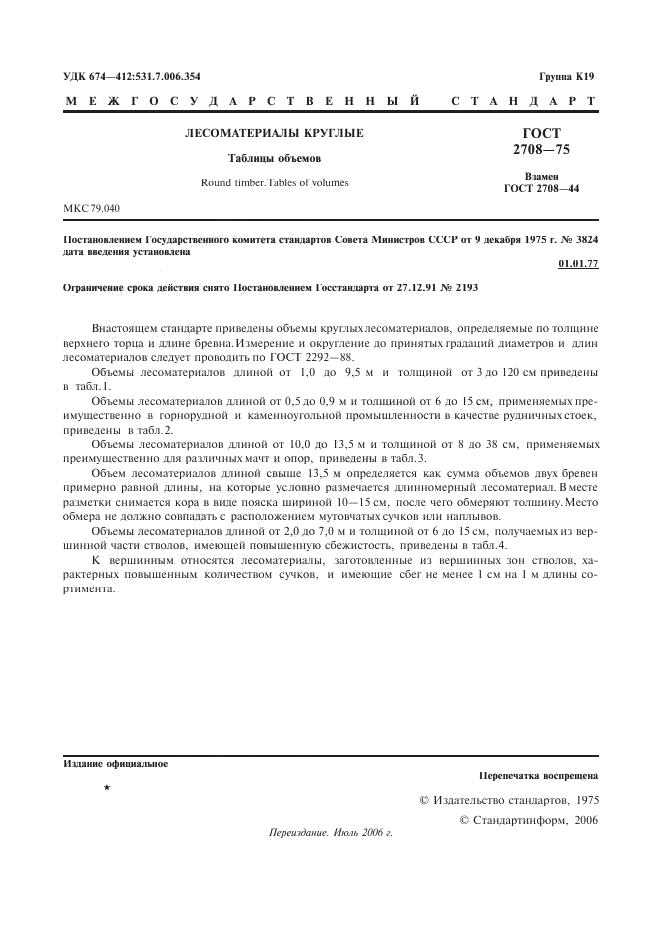 УДК 674—412:531.7.006.354 Группа К19
МЕЖГОСУДАРСТВЕННЫЙ СТАНДАРТ
ЛЕСОМАТЕРИАЛЫ КРУГЛЫЕ
Таблицы объемов
Round timber. Tables of volumes
ГОСТ
2708—75
Взамен
ГОСТ 2708—44
МКС 79.040
Постановлением Государственного комитета стандартов Совета Министров СССР от 9 декабря 1975 г. № 3824
дата введения установлена
01.01.77
Ограничение срока действия снято Постановлением Госстандарта от 27.12.91 № 2193
В настоящем стандарте приведены объемы круглых лесоматериалов, определяемые по толщине
верхнего торца и длине бревна. Измерение и округление до принятых градаций диаметров и длин
лесоматериалов следует проводить по ГОСТ 2292—88.
Объемы лесоматериалов длиной от 1,0 до 9,5 м и толщиной от 3 до 120 см приведены
в табл. 1.
Объемы лесоматериалов длиной от 0,5 до 0,9 м и толщиной от 6 до 15 см, применяемых пре-
имущественно в горнорудной и каменноугольной промышленности в качестве рудничных стоек,
приведены в табл. 2.
Объемы лесоматериалов длиной от 10,0 до 13,5 м и толщиной от 8 до 38 см, применяемых
преимущественно для различных мачт и опор, приведены в табл. 3.
Объем лесоматериалов длиной свыше 13,5 м определяется как сумма объемов двух бревен
примерно равной длины, на которые условно размечается длинномерный лесоматериал. В месте
разметки снимается кора в виде пояска шириной 10—15 см, после чего обмеряют толщину. Место
обмера не должно совпадать с расположением мутовчатых сучков или наплывов.
Объемы лесоматериалов длиной от 2,0 до 7,0 м и толщиной от 6 до 15 см, получаемых из вер-
шинной части стволов, имеющей повышенную сбежистость, приведены в табл. 4.
К вершинным относятся лесоматериалы, заготовленные из вершинных зон стволов, ха-
рактерных повышенным количеством сучков, и имеющие сбег не менее 1 см на 1 м длины со-
ртимента.
Издание официальное
Перепечатка воспрещена
★
© Издательство стандартов, 1975
© Стандартинформ, 2006
Переиздание. Июль 2006 г.